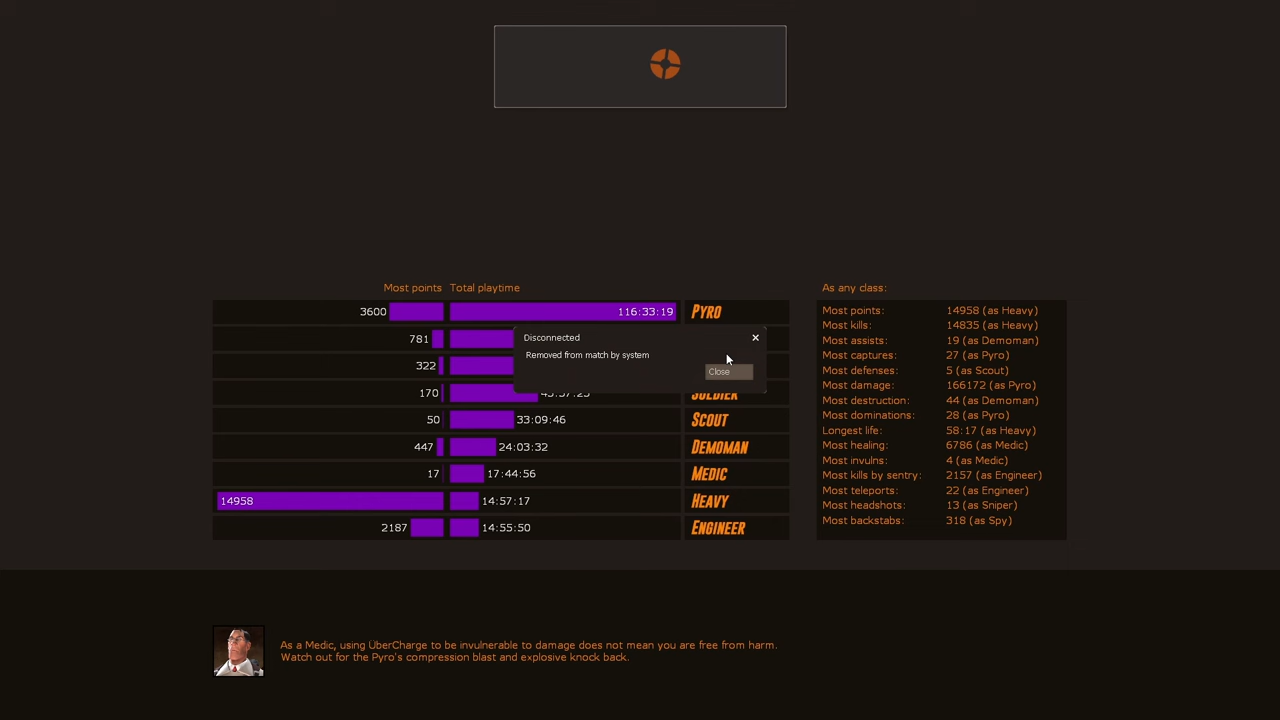 Most points Total playtime
3600 116:33:19 PYRO
781
322
170 SOLDIER
50 33:09:46 SCOUT
447 24:03:32 DEMOMAN
17 17:44:56 MEDIC
14958 14:57:17 HEAVY
2187 14:55:50 ENGINEER
Disconnected
Removed from match by system
Close
As any class:
Most points: 14958 (as Heavy)
Most kills: 14835 (as Heavy)
Most assists: 19 (as Demoman)
Most captures: 27 (as Pyro)
Most defenses: 5 (as Scout)
Most damage: 166172 (as Pyro)
Most destruction: 44 (as Demoman)
Most dominations: 28 (as Pyro)
Longest life: 58:17 (as Heavy)
Most healing: 6786 (as Medic)
Most invulns: 4 (as Medic)
Most kills by sentry: 2157 (as Engineer)
Most teleports: 22 (as Engineer)
Most headshots: 13 (as Sniper)
Most backstabs: 318 (as Spy)
As a Medic, using ÜberCharge to be invulnerable to damage does not mean you are free from harm.
Watch out for the Pyro's compression blast and explosive knock back.